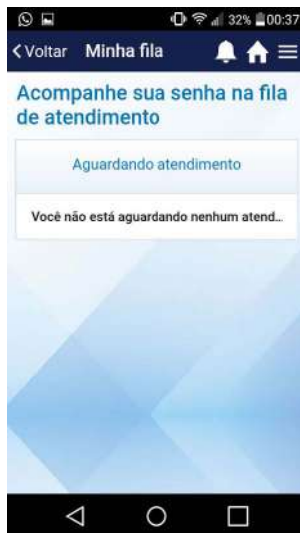 32% 00:37
Voltar Minha fila
Acompanhe sua senha na fila
de atendimento
Aguardando atendimento
Você não está aguardando nenhum atend...